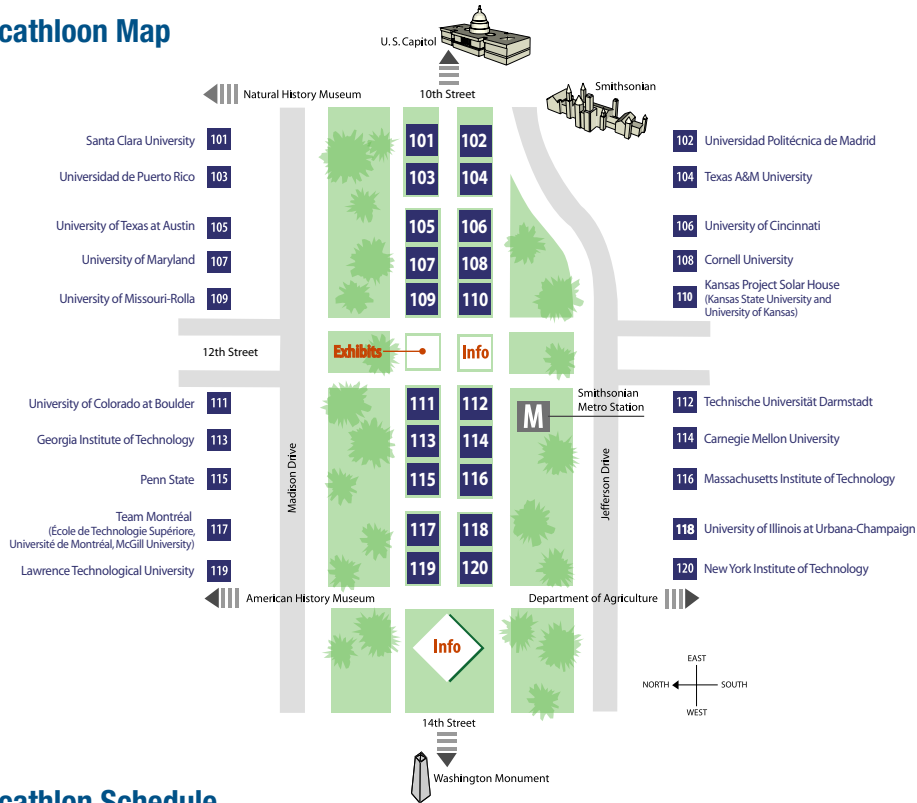 cathloon Map
U. S. Capitol
Natural History Museum
10th Street
Smithsonian
Santa Clara University 101
101 102
102 Universidad Politécnica de Madrid
Universidad de Puerto Rico 103
103 104
104 Texas A&M University
University of Texas at Austin 105
105 106
106 University of Cincinnati
University of Maryland 107
107 108
108 Cornell University
University of Missouri-Rolla 109
109 110
110 Kansas Project Solar House
(Kansas State University and
University of Kansas)
12th Street
Exhibits
Info
Smithsonian
Metro Station
M
University of Colorado at Boulder 111
111 112
112 Technische Universität Darmstadt
Georgia Institute of Technology 113
113 114
114 Carnegie Mellon University
Penn State 115
115 116
116 Massachusetts Institute of Technology
Madison Drive
Jefferson Drive
Team Montréal
(École de Technologie Supériore,
Université de Montréal, McGill University)
117
117 118
118 University of Illinois at Urbana-Champaign
Lawrence Technological University 119
119 120
120 New York Institute of Technology
American History Museum
Department of Agriculture
Info
EAST
NORTH
SOUTH
WEST
14th Street
Washington Monument
cathlon Schedule